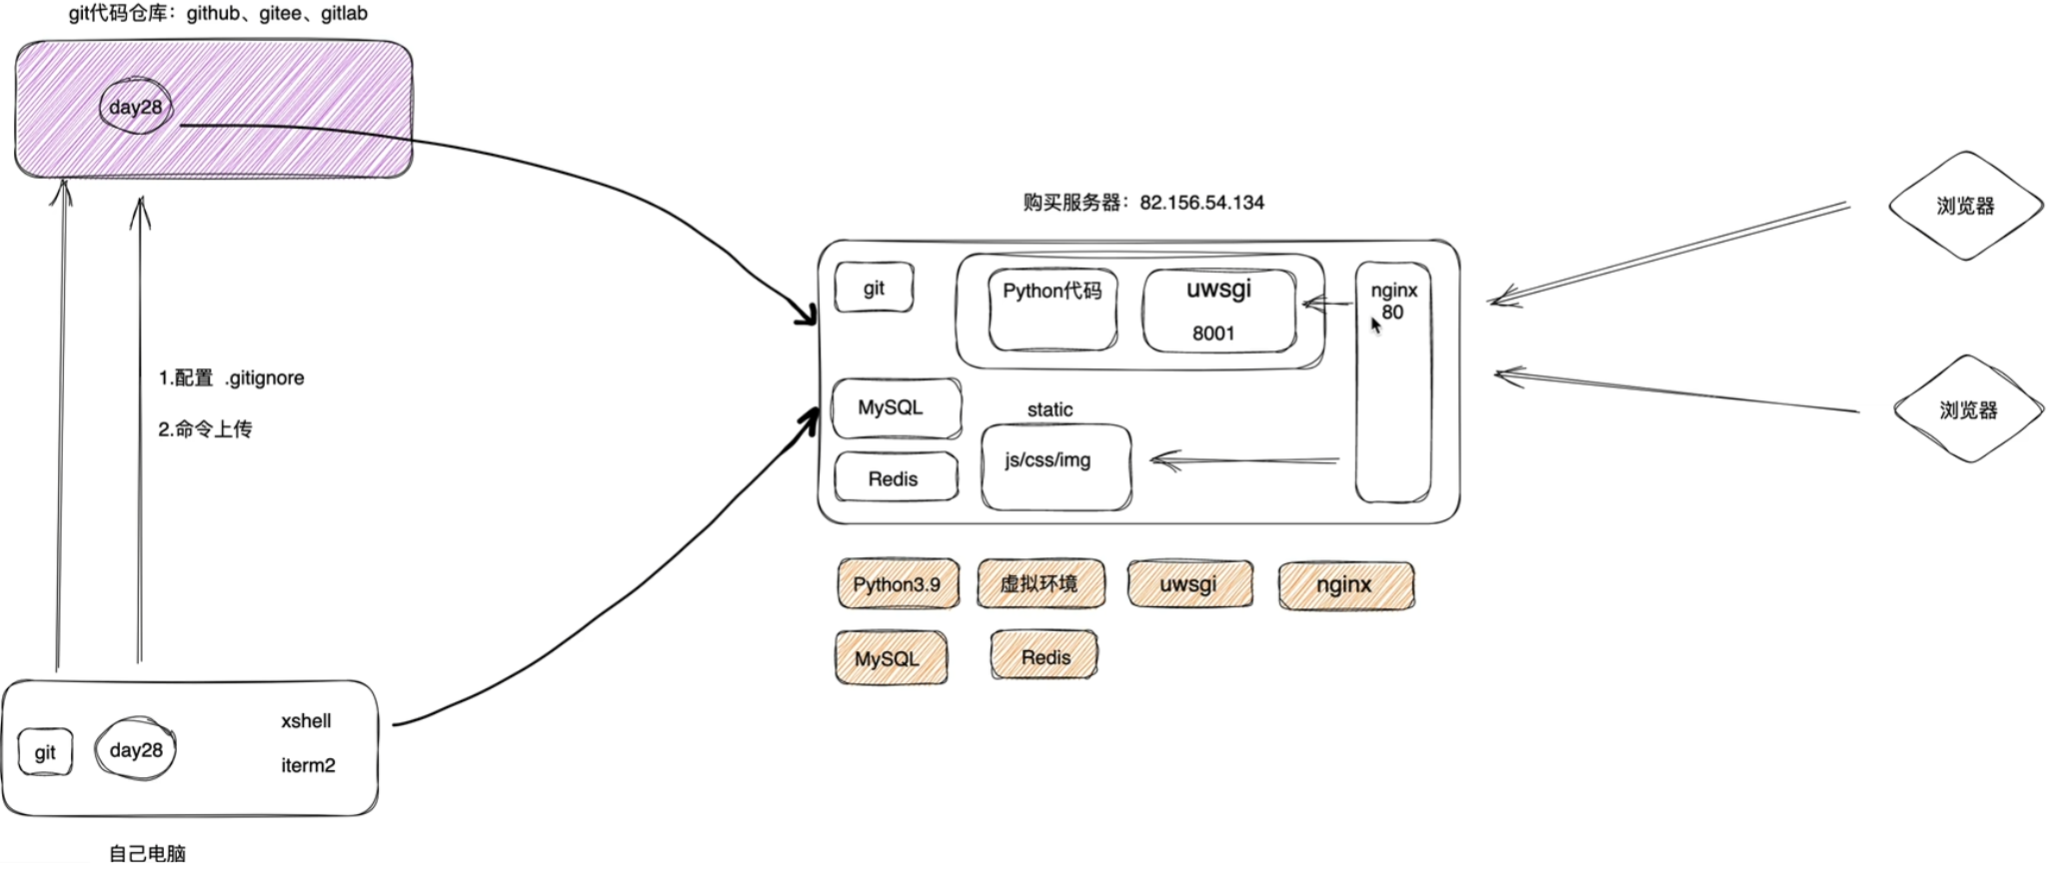 git代码仓库：github、gitee、gitlab
day28
1.配置 .gitignore
2.命令上传
git
day28
xshell
iterm2
自己电脑
购买服务器：82.156.54.134
git
Python代码
uwsgi
8001
nginx
80
MySQL
Redis
static
js/css/img
Python3.9
虚拟环境
uwsgi
nginx
MySQL
Redis
浏览器
浏览器